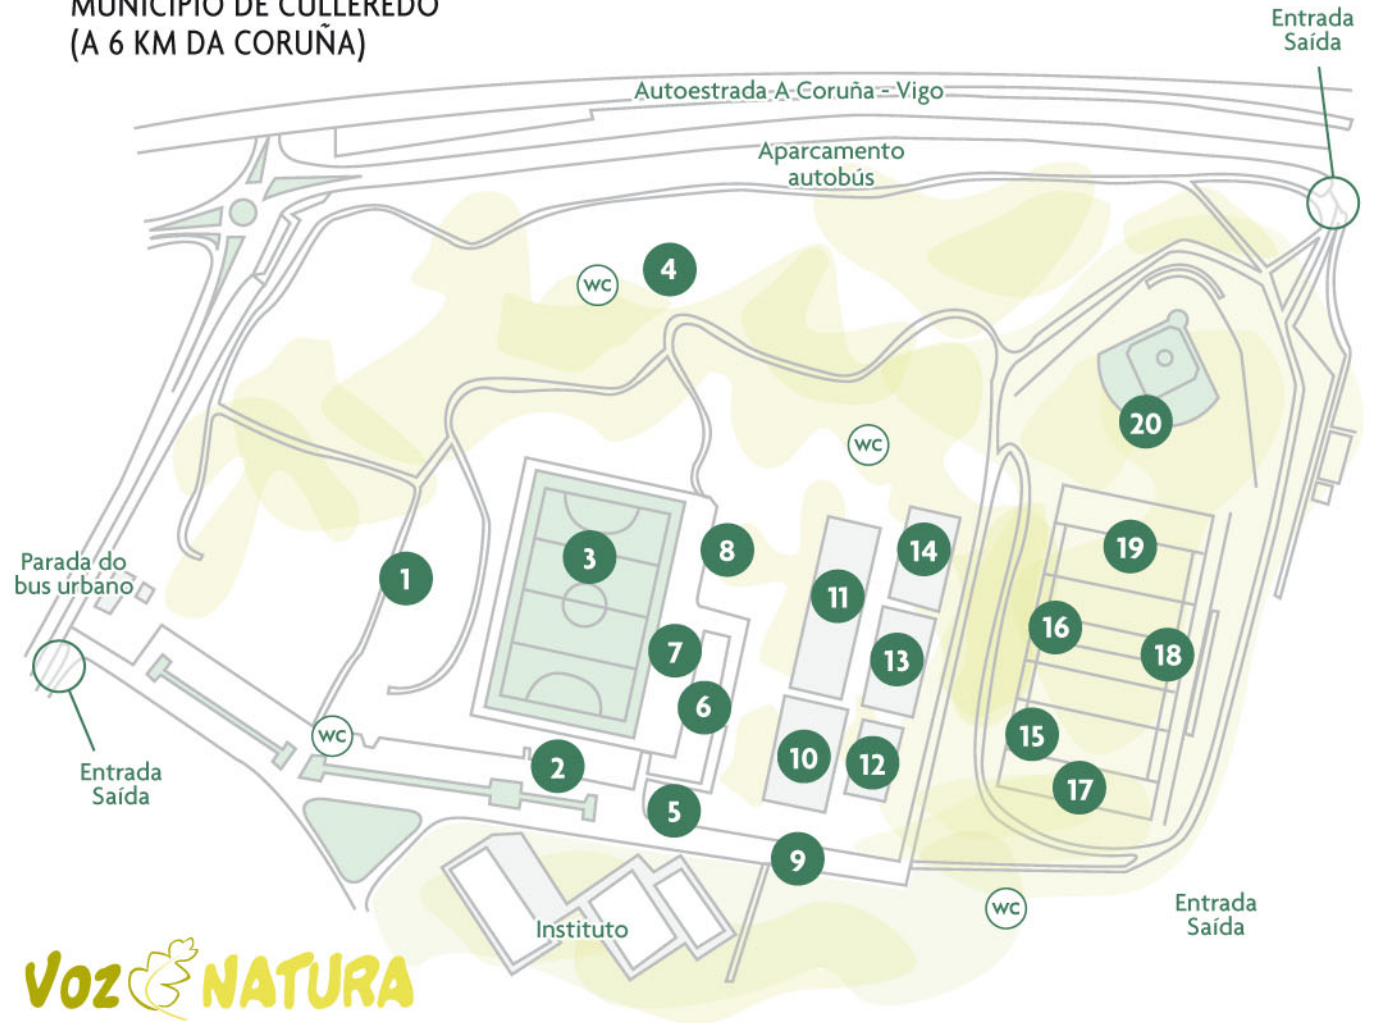 MUNICIPIO DE CULLEREDO
(A 6 KM DA CORUÑA)
Entrada
Saída
Autoestrada A Coruña - Vigo
Aparcamento
autobús
4
WC
20
WC
3
8
14
19
Parada do
bus urbano
1
11
16
7
13
18
6
WC
15
10
12
2
17
Entrada
Saída
5
9
WC
Entrada
Saída
Instituto
VOZ NATURA